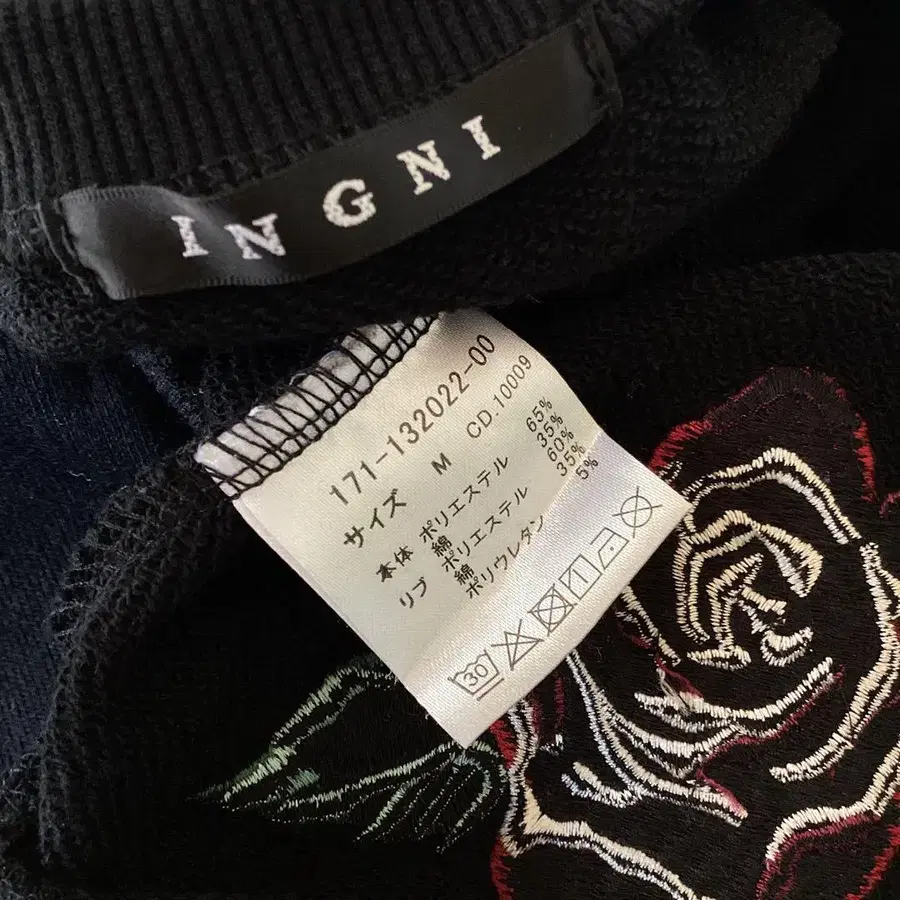 INGNI
171-132022-00
サイズ M CD.10009
本体 ポリエステル 65%
綿 35%
リブ ポリエステル 60%
綿 35%
ポリウレタン 5%
30